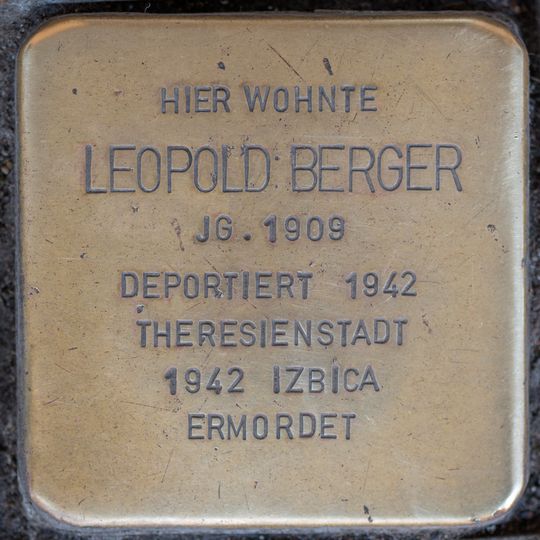 HIER WOHNTE
LEOPOLD BERGER
JG. 1909
DEPORTIERT 1942
THERESIENSTADT
1942 IZBICA
ERMORDET